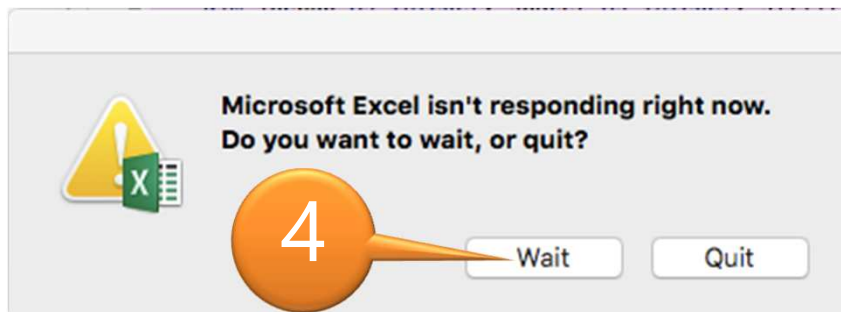 Microsoft Excel isn't responding right now.
Do you want to wait, or quit?
X
4
Wait
Quit